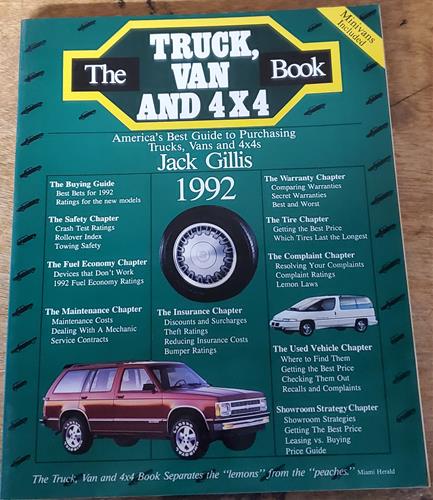 Minivans
Included
The
TRUCK,
VAN
AND 4X4
Book
America's Best Guide to Purchasing
Trucks, Vans and 4x4s
Jack Gillis
1992
The Buying Guide
Best Bets for 1992
Ratings for the new models
The Safety Chapter
Crash Test Ratings
Rollover Index
Towing Safety
The Fuel Economy Chapter
Devices that Don't Work
1992 Fuel Economy Ratings
The Maintenance Chapter
Maintenance Costs
Dealing With A Mechanic
Service Contracts
The Insurance Chapter
Discounts and Surcharges
Theft Ratings
Reducing Insurance Costs
Bumper Ratings
The Warranty Chapter
Comparing Warranties
Secret Warranties
Best and Worst
The Tire Chapter
Getting the Best Price
Which Tires Last the Longest
The Complaint Chapter
Resolving Your Complaints
Complaint Ratings
Lemon Laws
The Used Vehicle Chapter
Where to Find Them
Getting the Best Price
Checking Them Out
Recalls and Complaints
Showroom Strategy Chapter
Showroom Strategies
Getting The Best Price
Leasing vs. Buying
Price Guide
The Truck, Van and 4x4 Book Separates the "lemons" from the "peaches." Miami Herald